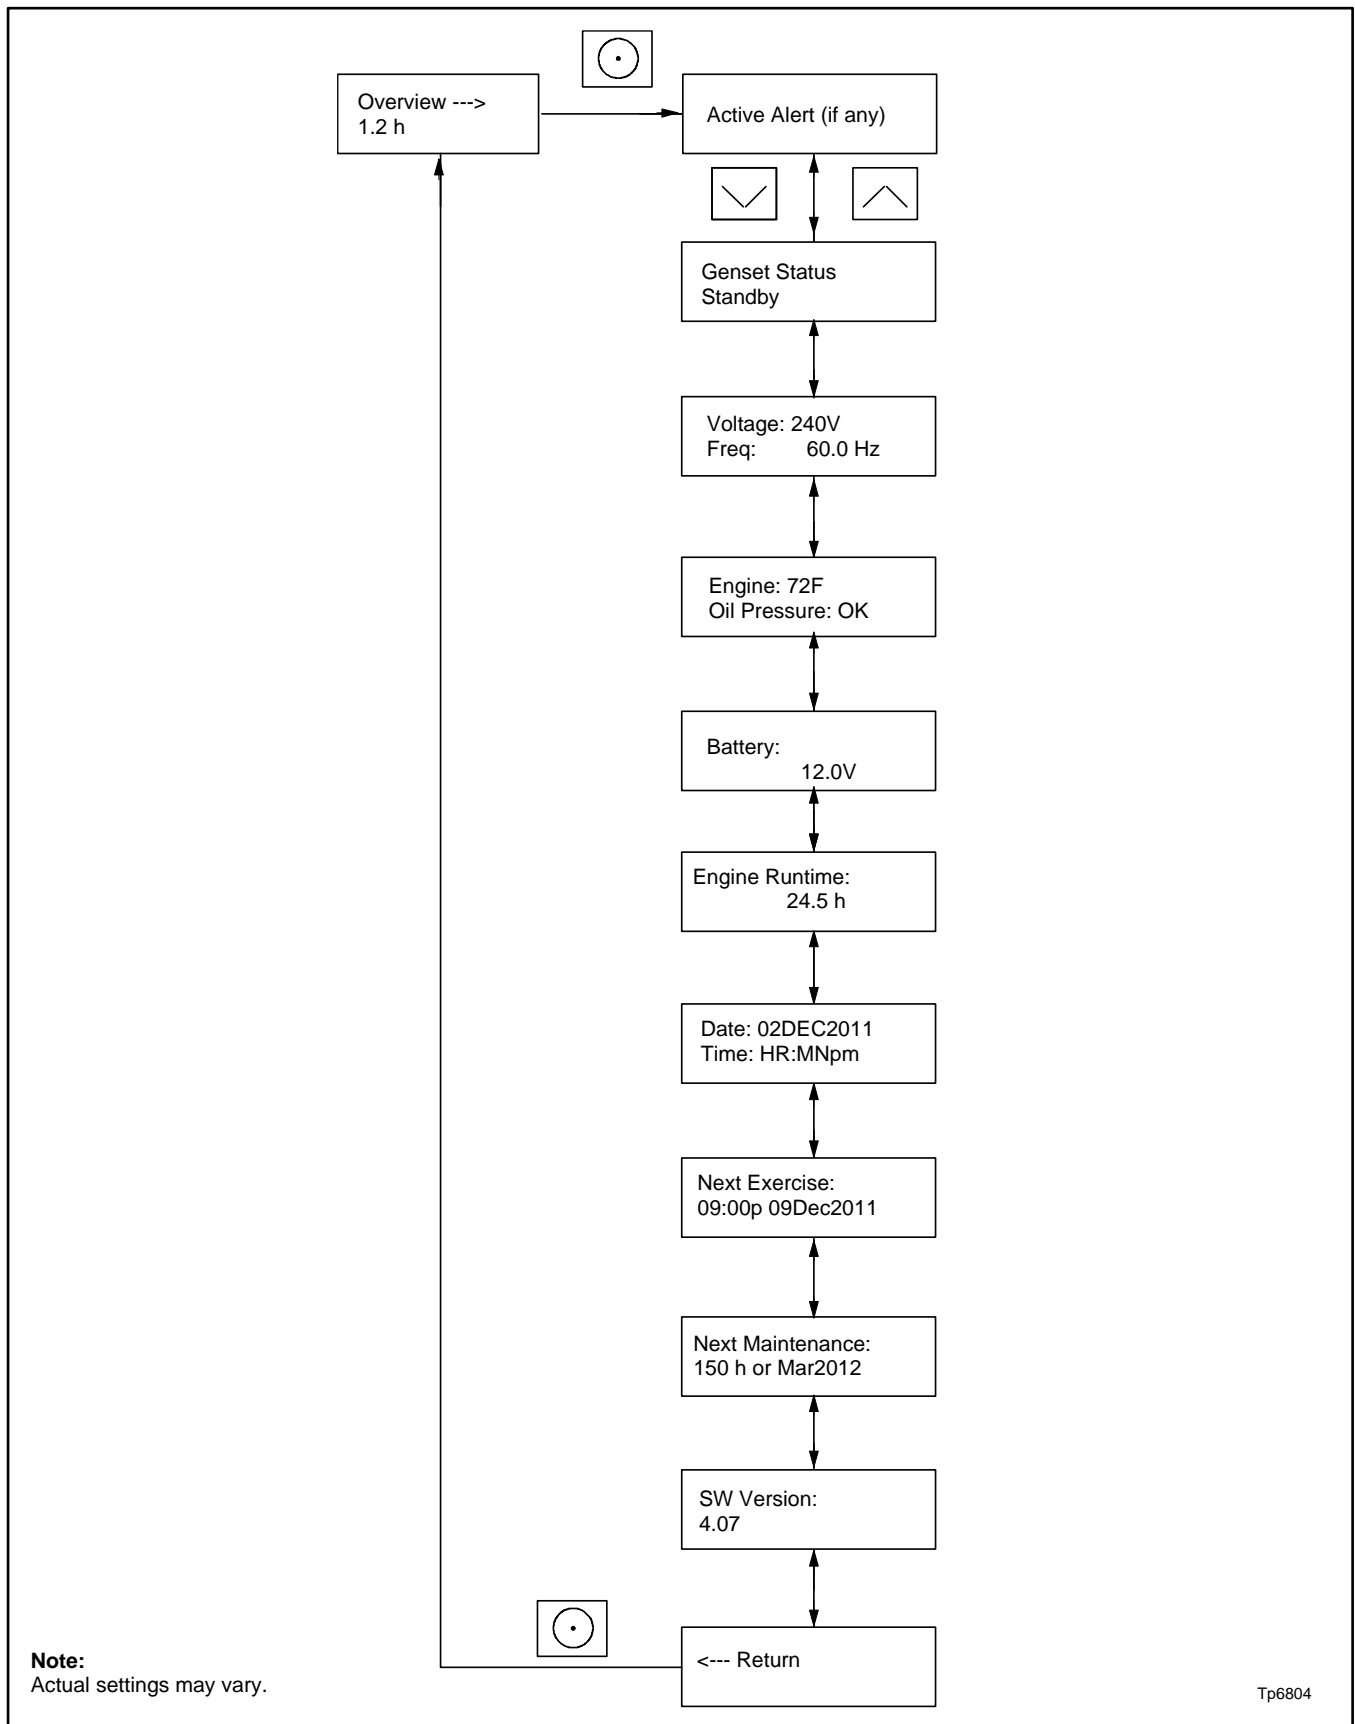 Overview --->
1.2 h
Active Alert (if any)
Genset Status
Standby
Voltage: 240V
Freq: 60.0 Hz
Engine: 72F
Oil Pressure: OK
Battery:
12.0V
Engine Runtime:
24.5 h
Date: 02DEC2011
Time: HR:MNpm
Next Exercise:
09:00p 09Dec2011
Next Maintenance:
150 h or Mar2012
SW Version:
4.07
<--- Return
Note:
Actual settings may vary.
Tp6804